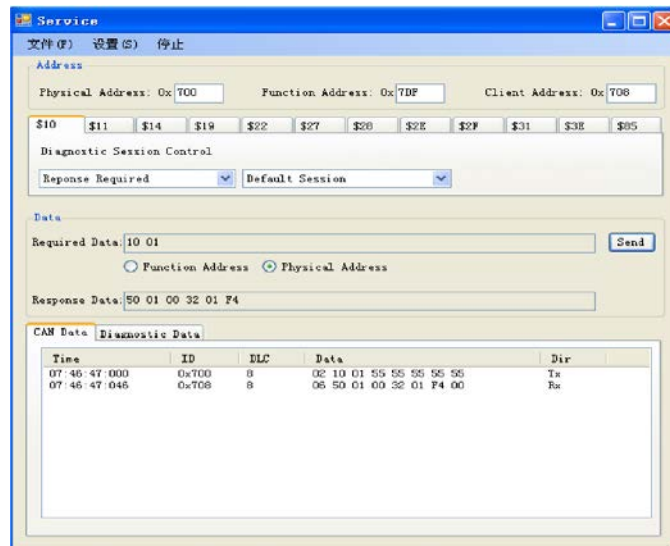 Service
文件(F) 设置(S) 停止
Address
Physical Address: 0x 700 Function Address: 0x 7DF Client Address: 0x 708
$10 $11 $14 $19 $22 $27 $28 $2E $2F $31 $3E $85
Diagnostic Session Control
Reponse Required Default Session
Data
Required Data: 10 01 Send
Function Address Physical Address
Response Data: 50 01 00 32 01 F4
CAN Data Diagnostic Data
Time ID DLC Data Dir
07:46:47:000 0x700 8 02 10 01 55 55 55 55 55 Tx
07:46:47:046 0x708 8 06 50 01 00 32 01 F4 00 Rx